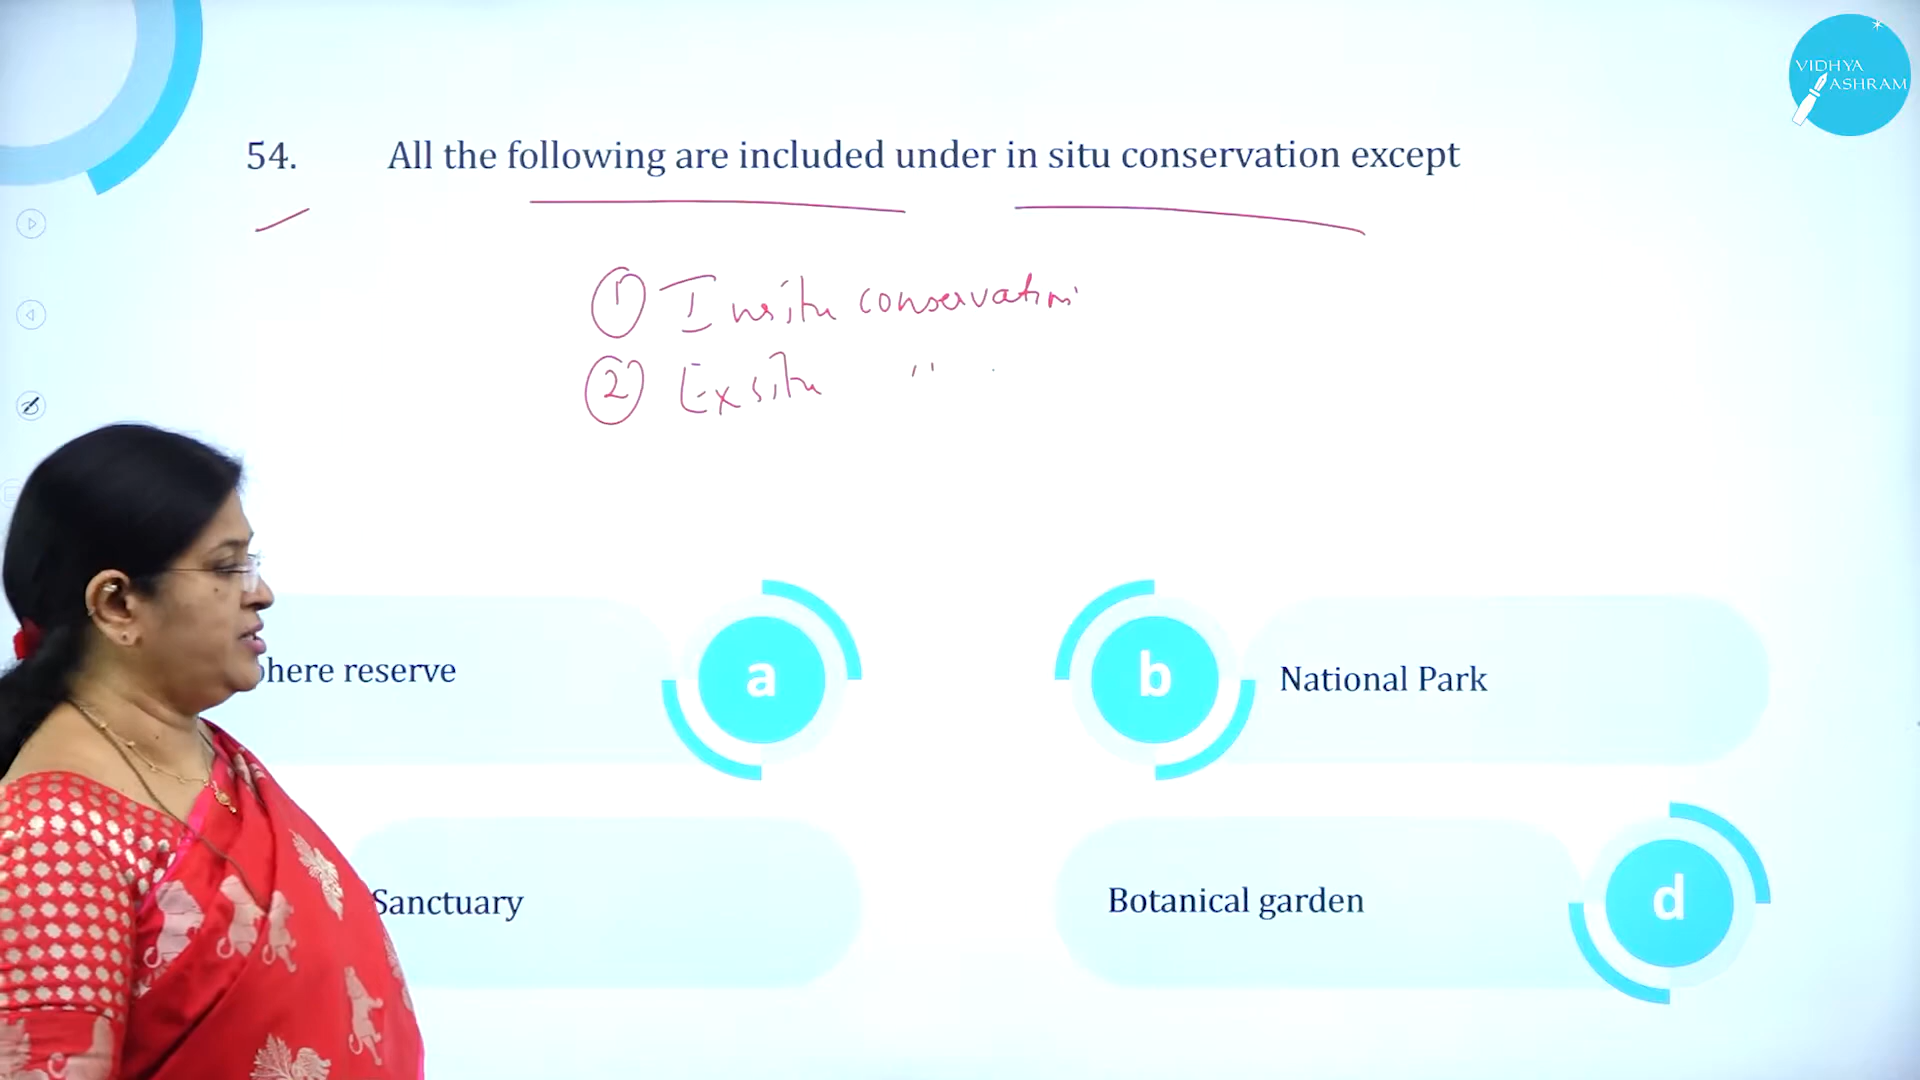 VIDHYA
ASHRAM
54. All the following are included under in situ conservation except
① Insitu conservation
② Exsitu "
reserve
a
b
National Park
Sanctuary
Botanical garden
d